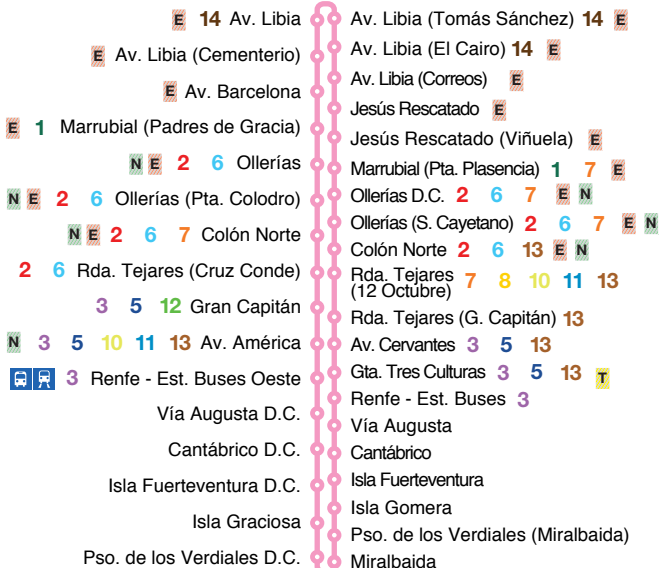 E 14 Av. Libia
E Av. Libia (Cementerio)
E Av. Barcelona
E 1 Marrubial (Padres de Gracia)
N E 2 6 Ollerías
N E 2 6 Ollerías (Pta. Colodro)
N E 2 6 7 Colón Norte
2 6 Rda. Tejares (Cruz Conde)
3 5 12 Gran Capitán
N 3 5 10 11 13 Av. América
3 Renfe - Est. Buses Oeste
Vía Augusta D.C.
Cantábrico D.C.
Isla Fuerteventura D.C.
Isla Graciosa
Pso. de los Verdiales D.C.
Av. Libia (Tomás Sánchez) 14 E
Av. Libia (El Cairo) 14 E
Av. Libia (Correos) E
Jesús Rescatado E
Jesús Rescatado (Viñuela) E
Marrubial (Pta. Plasencia) 1 7 E
Ollerías D.C. 2 6 7 E N
Ollerías (S. Cayetano) 2 6 7 E N
Colón Norte 2 6 13 E N
Rda. Tejares
(12 Octubre) 7 8 10 11 13
Rda. Tejares (G. Capitán) 13
Av. Cervantes 3 5 13
Gta. Tres Culturas 3 5 13 T
Renfe - Est. Buses 3
Vía Augusta
Cantábrico
Isla Fuerteventura
Isla Gomera
Pso. de los Verdiales (Miralbaida)
Miralbaida